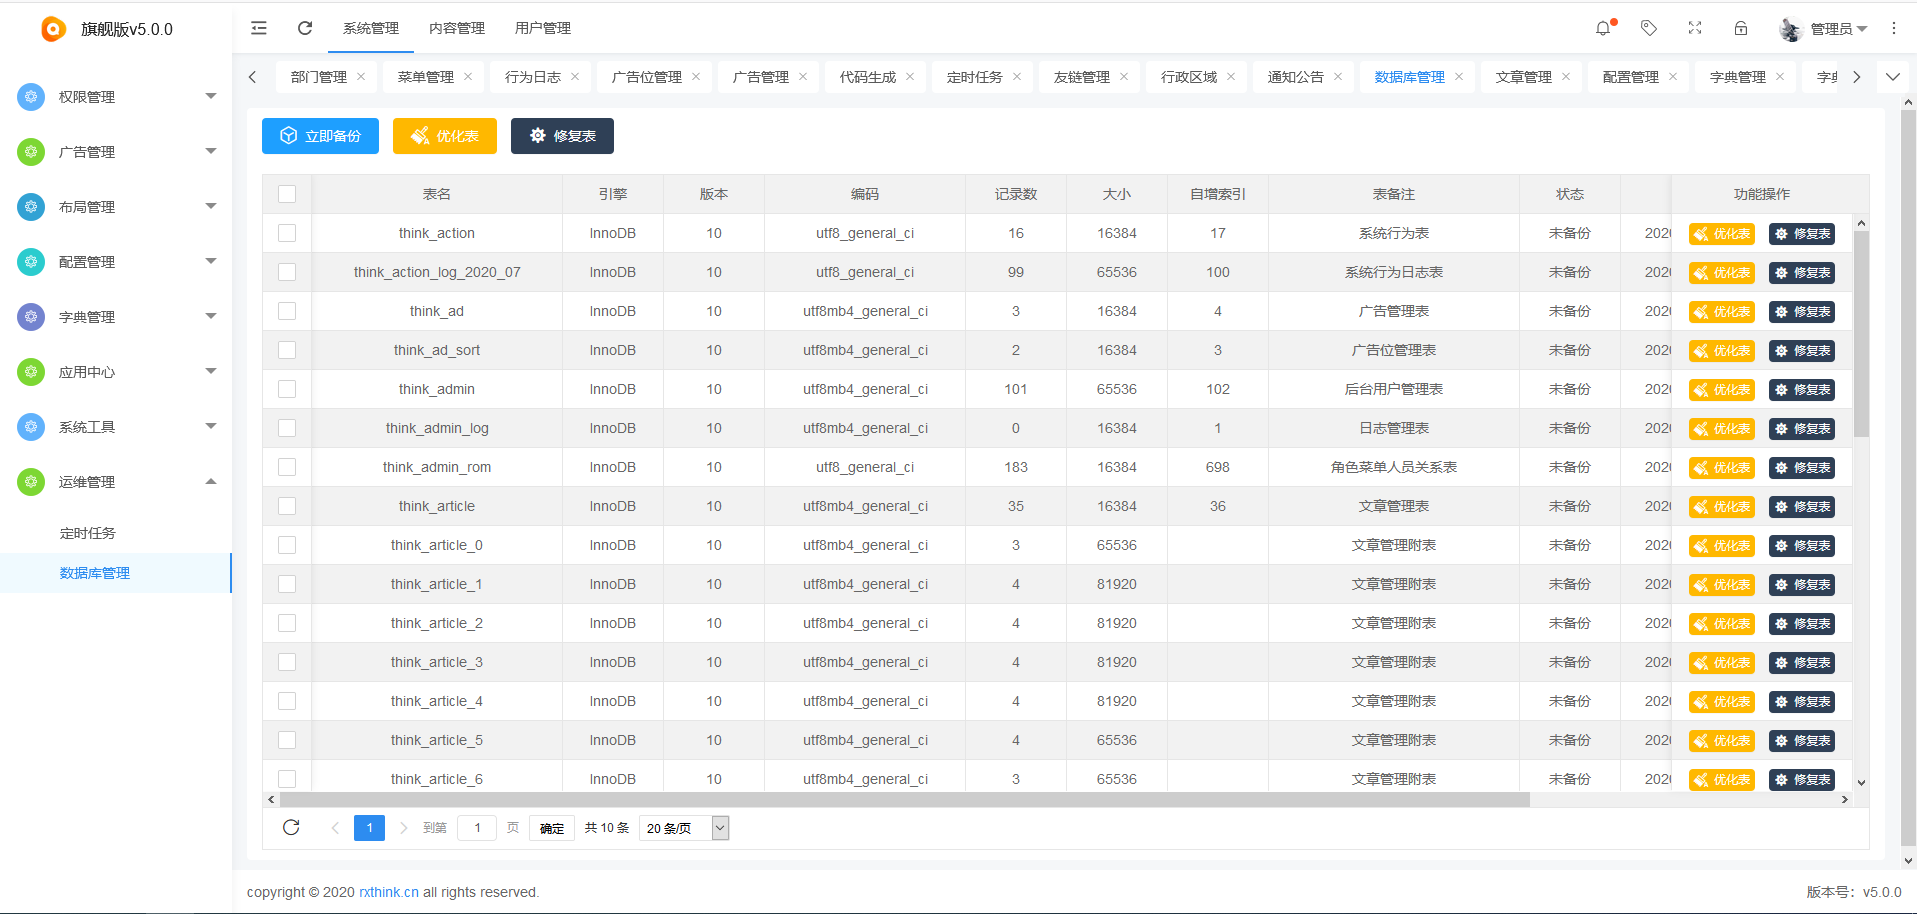 旗舰版v5.0.0
系统管理 内容管理 用户管理 管理员
部门管理 菜单管理 行为日志 广告位管理 广告管理 代码生成 定时任务 友链管理 行政区域 通知公告 数据库管理 文章管理 配置管理 字典管理
权限管理
广告管理
布局管理
配置管理
字典管理
应用中心
系统工具
运维管理
定时任务
数据库管理
立即备份 优化表 修复表
表名 引擎 版本 编码 记录数 大小 自增索引 表备注 状态 功能操作
think_action InnoDB 10 utf8_general_ci 16 16384 17 系统行为表 未备份 202 优化表 修复表
think_action_log_2020_07 InnoDB 10 utf8_general_ci 99 65536 100 系统行为日志表 未备份 202 优化表 修复表
think_ad InnoDB 10 utf8mb4_general_ci 3 16384 4 广告管理表 未备份 202 优化表 修复表
think_ad_sort InnoDB 10 utf8mb4_general_ci 2 16384 3 广告位管理表 未备份 202 优化表 修复表
think_admin InnoDB 10 utf8mb4_general_ci 101 65536 102 后台用户管理表 未备份 202 优化表 修复表
think_admin_log InnoDB 10 utf8mb4_general_ci 0 16384 1 日志管理表 未备份 202 优化表 修复表
think_admin_rom InnoDB 10 utf8_general_ci 183 16384 698 角色菜单人员关系表 未备份 202 优化表 修复表
think_article InnoDB 10 utf8mb4_general_ci 35 16384 36 文章管理表 未备份 202 优化表 修复表
think_article_0 InnoDB 10 utf8mb4_general_ci 3 65536 文章管理附表 未备份 202 优化表 修复表
think_article_1 InnoDB 10 utf8mb4_general_ci 4 81920 文章管理附表 未备份 202 优化表 修复表
think_article_2 InnoDB 10 utf8mb4_general_ci 4 81920 文章管理附表 未备份 202 优化表 修复表
think_article_3 InnoDB 10 utf8mb4_general_ci 4 81920 文章管理附表 未备份 202 优化表 修复表
think_article_4 InnoDB 10 utf8mb4_general_ci 4 81920 文章管理附表 未备份 202 优化表 修复表
think_article_5 InnoDB 10 utf8mb4_general_ci 4 65536 文章管理附表 未备份 202 优化表 修复表
think_article_6 InnoDB 10 utf8mb4_general_ci 3 65536 文章管理附表 未备份 202 优化表 修复表
1 到第 1 页 确定 共 10 条 20 条/页
copyright © 2020 rxthink.cn all rights reserved. 版本号：v5.0.0